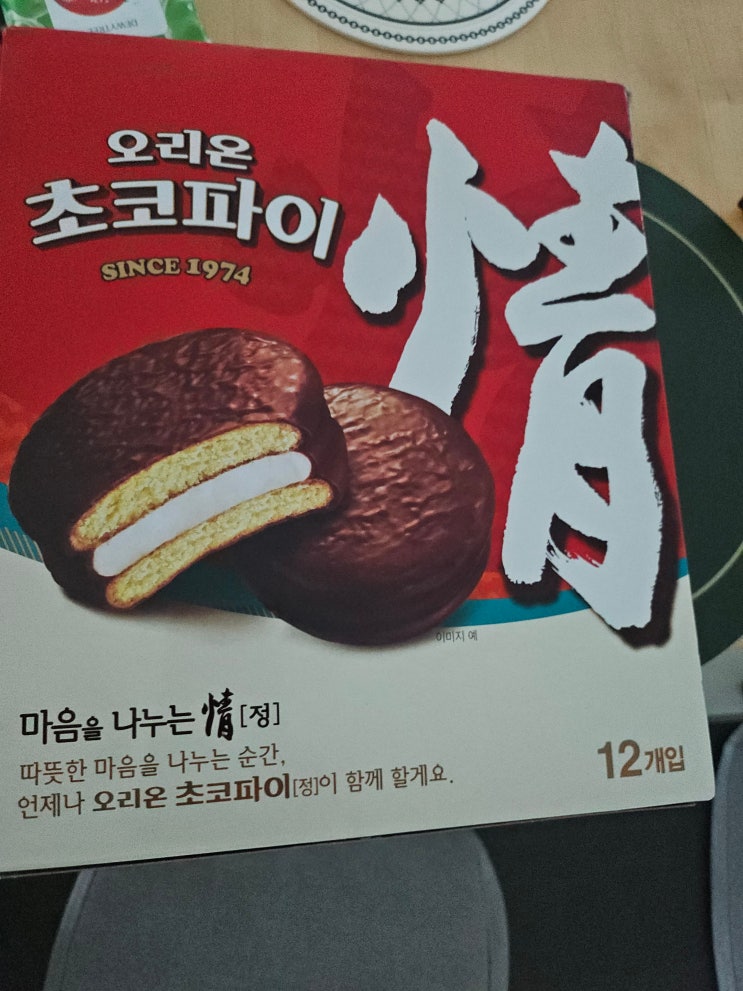 오리온
초코파이
SINCE 1974
情
이미지 예
마음을 나누는 情[정]
따뜻한 마음을 나누는 순간,
언제나 오리온 초코파이[정]이 함께 할게요.
12개입